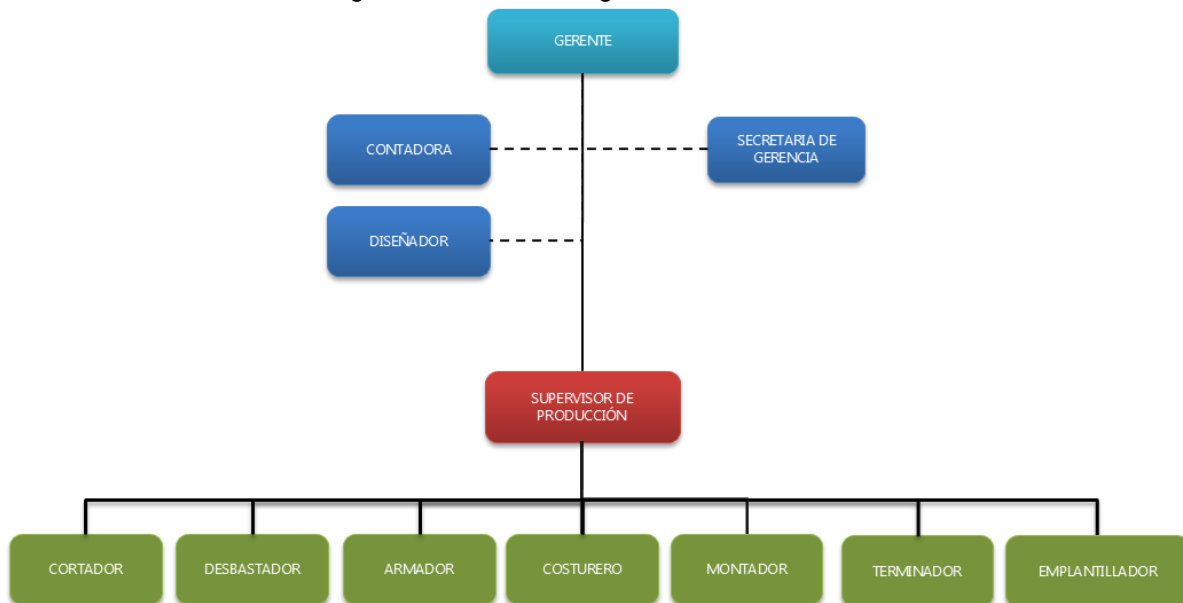 GERENTE
CONTADORA
SECRETARIA DE
GERENCIA
DISEÑADOR
SUPERVISOR DE
PRODUCCIÓN
CORTADOR
DESBASTADOR
ARMADOR
COSTURERO
MONTADOR
TERMINADOR
EMPLANTILLADOR